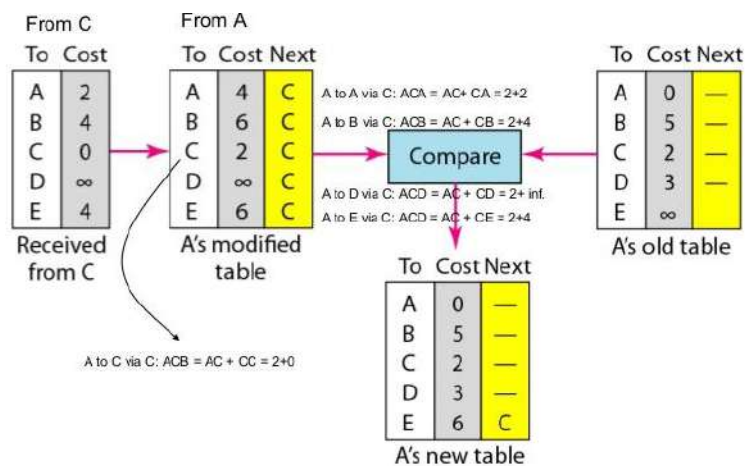 From C
To Cost
A 2
B 4
C 0
D ∞
E 4
Received
from C
From A
To Cost Next
A 4 C
B 6 C
C 2 C
D ∞ C
E 6 C
A's modified
table
A to A via C: ACA = AC+ CA = 2+2
A to B via C: ACB = AC + CB = 2+4
Compare
A to D via C: ACD = AC + CD = 2+ inf.
A to E via C: ACD = AC + CE = 2+4
To Cost Next
A 0 —
B 5 —
C 2 —
D 3 —
E ∞
A's old table
A to C via C: ACB = AC + CC = 2+0
To Cost Next
A 0 —
B 5 —
C 2 —
D 3 —
E 6 C
A's new table